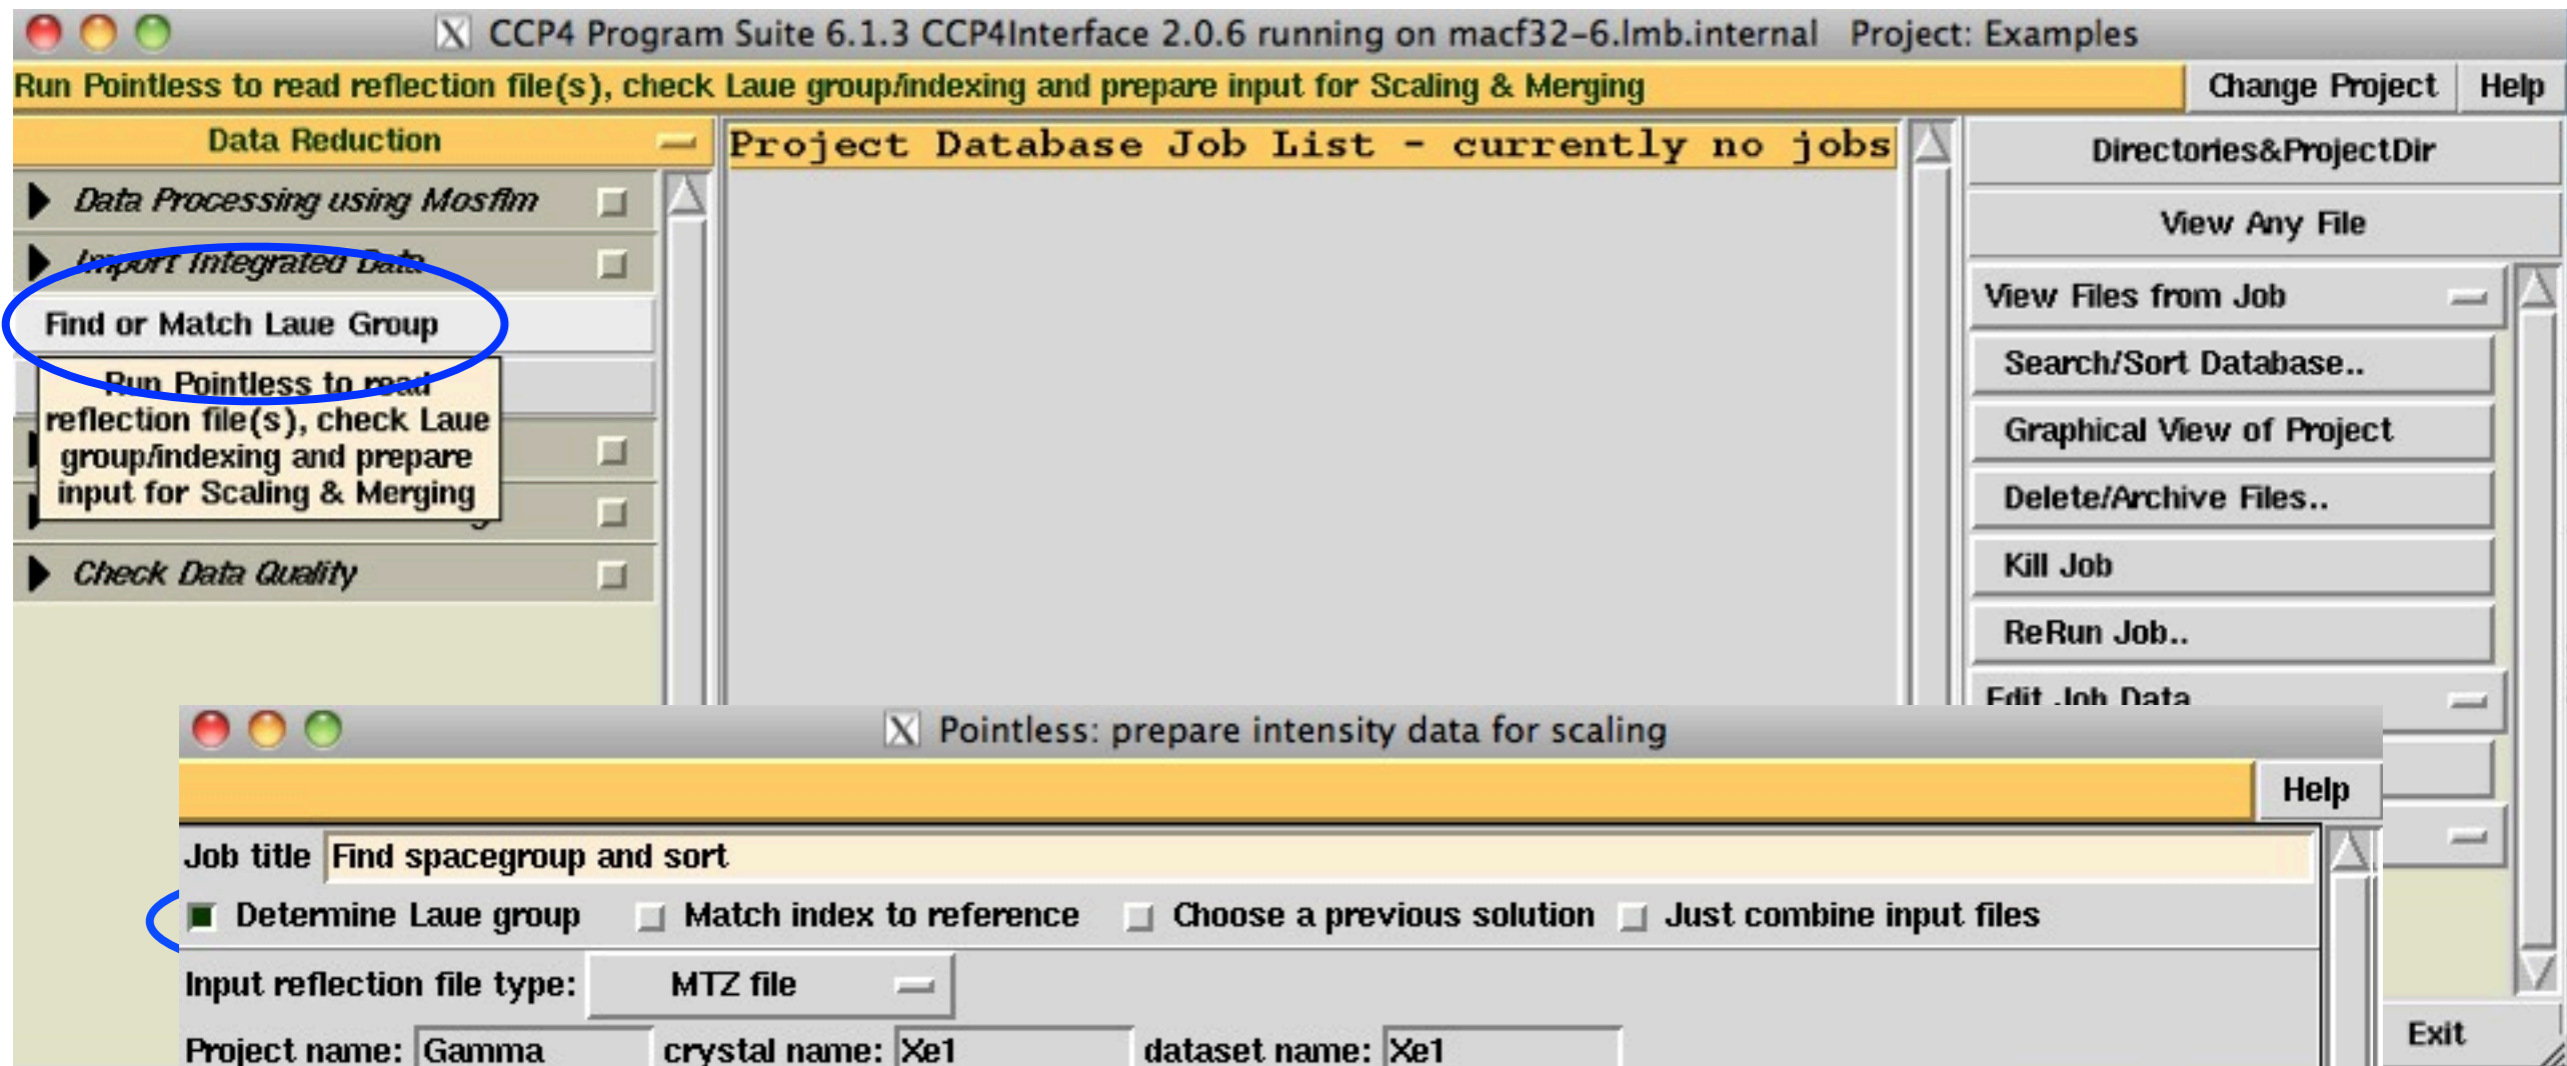 X CCP4 Program Suite 6.1.3 CCP4Interface 2.0.6 running on macf32-6.lmb.internal Project: Examples
Run Pointless to read reflection file(s), check Laue group/indexing and prepare input for Scaling & Merging
Change Project
Help
Data Reduction
Data Processing using Mosflm
Import Integrated Data
Find or Match Laue Group
Run Pointless to read
reflection file(s), check Laue
group/indexing and prepare
input for Scaling & Merging
Check Data Quality
Project Database Job List - currently no jobs
Directories&ProjectDir
View Any File
View Files from Job
Search/Sort Database..
Graphical View of Project
Delete/Archive Files..
Kill Job
ReRun Job..
Edit Job Data
Exit
X Pointless: prepare intensity data for scaling
Help
Job title Find spacegroup and sort
Determine Laue group Match index to reference Choose a previous solution Just combine input files
Input reflection file type: MTZ file
Project name: Gamma crystal name: Xe1 dataset name: Xe1